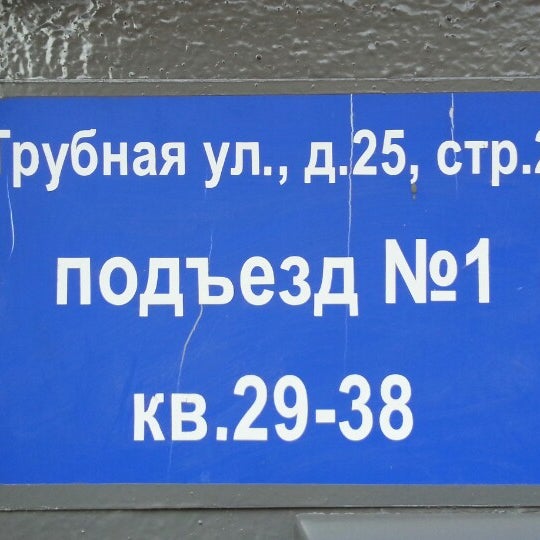 Трубная ул., д.25, стр.2
подъезд №1
кв.29-38